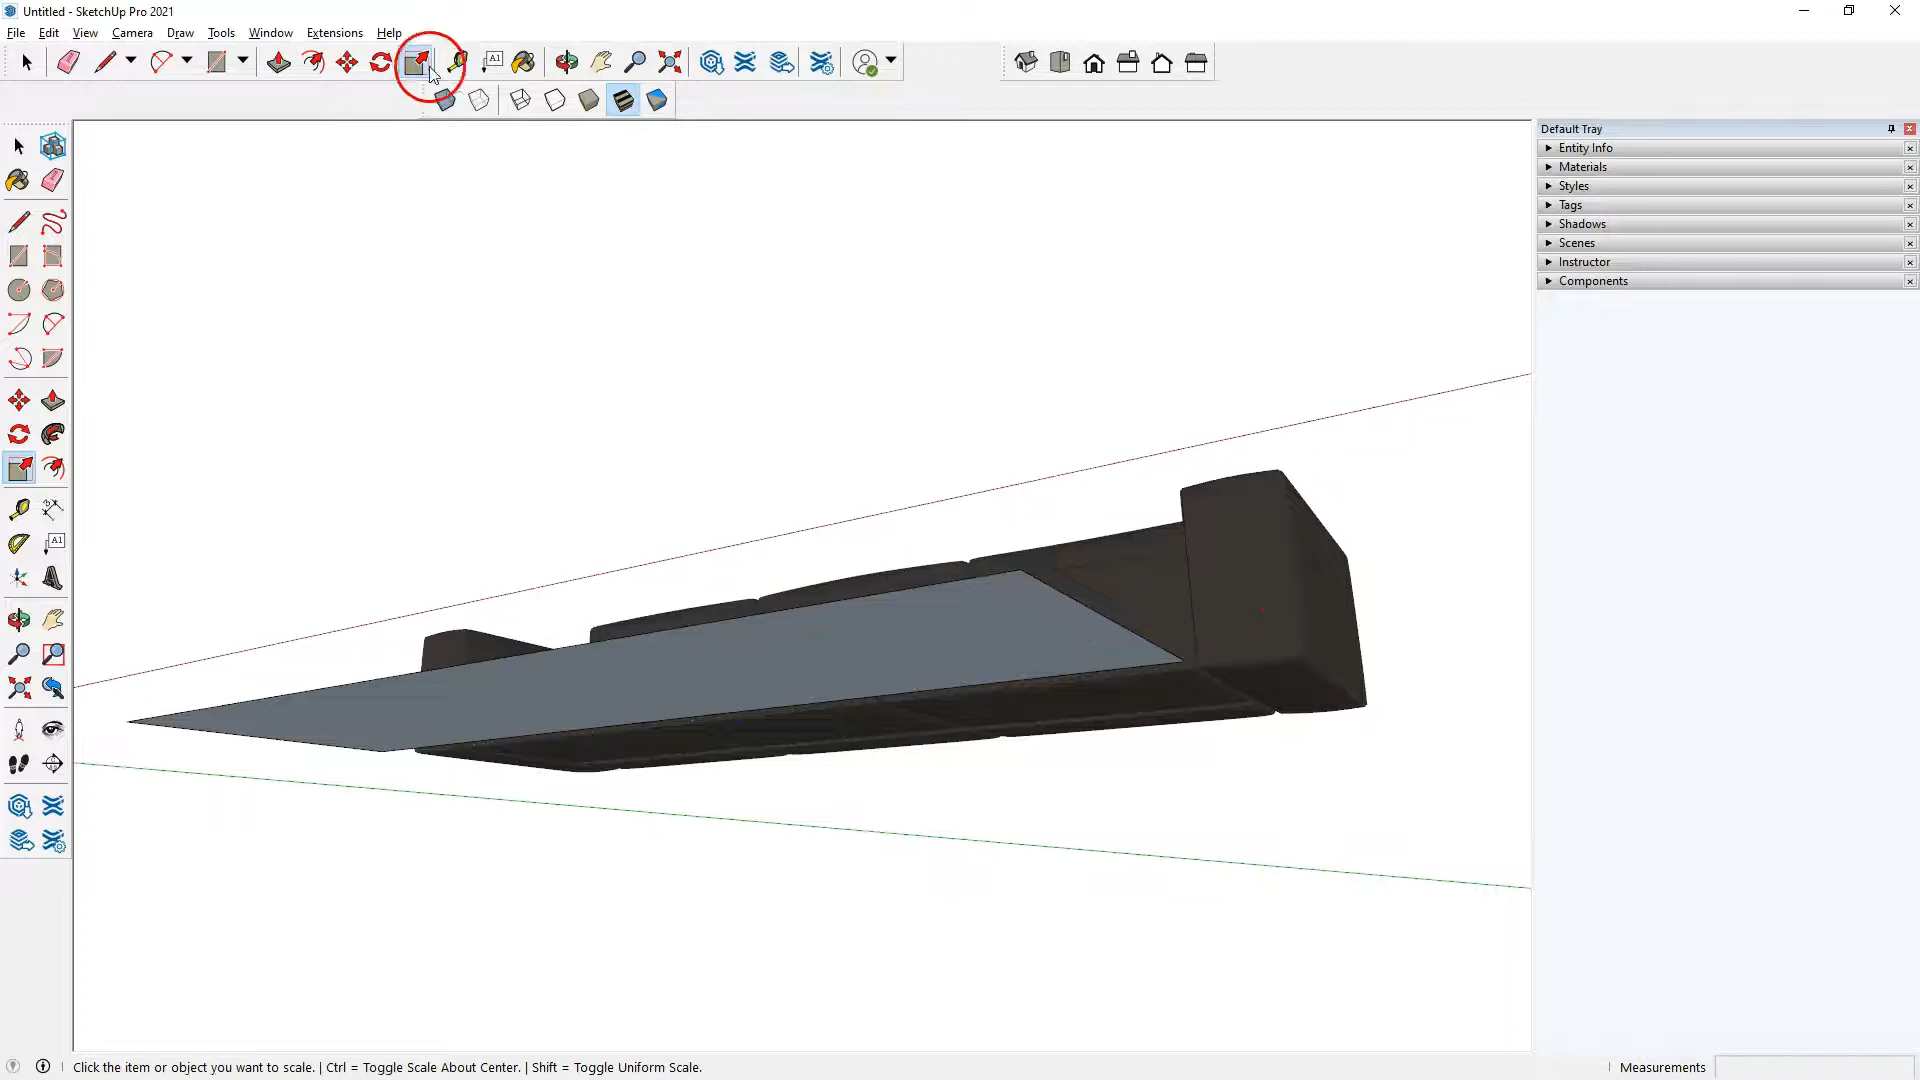 Untitled - SketchUp Pro 2021
File Edit View Camera Draw Tools Window Extensions Help
A1
Default Tray
Entity Info
Materials
Styles
Tags
Shadows
Scenes
Instructor
Components
A1
Click the item or object you want to scale. | Ctrl = Toggle Scale About Center. | Shift = Toggle Uniform Scale.
Measurements